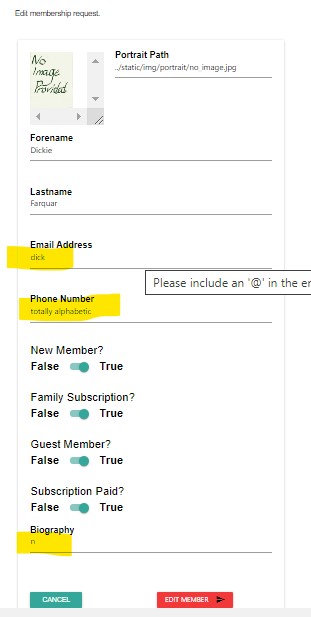 Edit membership request.
No
Image
Provided
Portrait Path
../static/img/portrait/no_image.jpg
Forename
Dickie
Lastname
Farquar
Email Address
dick
Please include an '@' in the en
Phone Number
totally alphabetic
New Member?
False True
Family Subscription?
False True
Guest Member?
False True
Subscription Paid?
False True
Biography
n
CANCEL
EDIT MEMBER